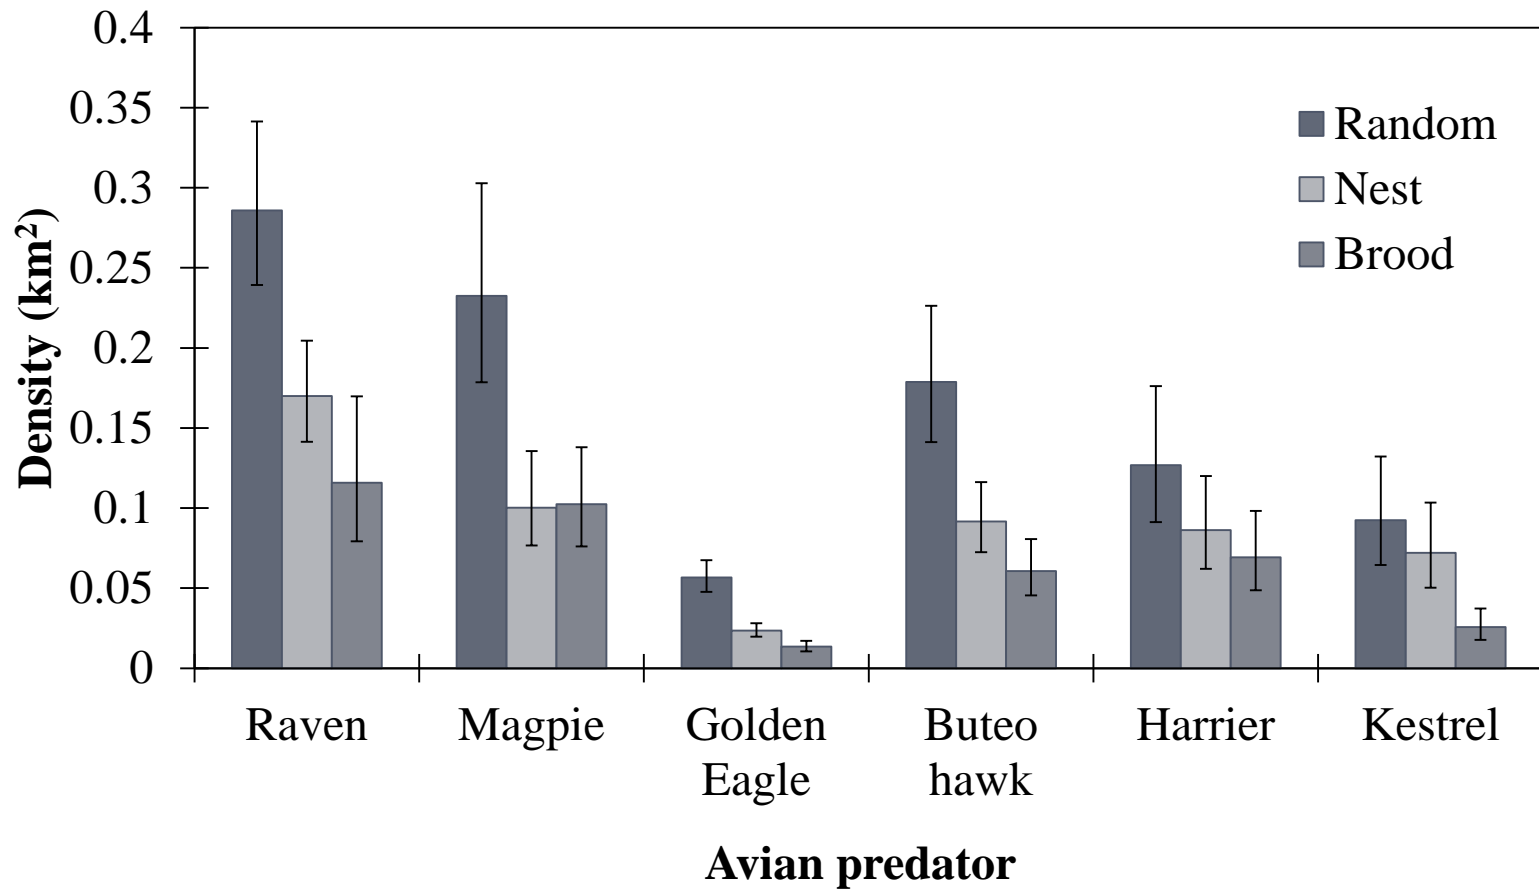 0.4
0.35
0.3
0.25
0.2
0.15
0.1
0.05
0
Density (km²)
Random
Nest
Brood
Raven
Magpie
Golden
Eagle
Buteo
hawk
Harrier
Kestrel
Avian predator